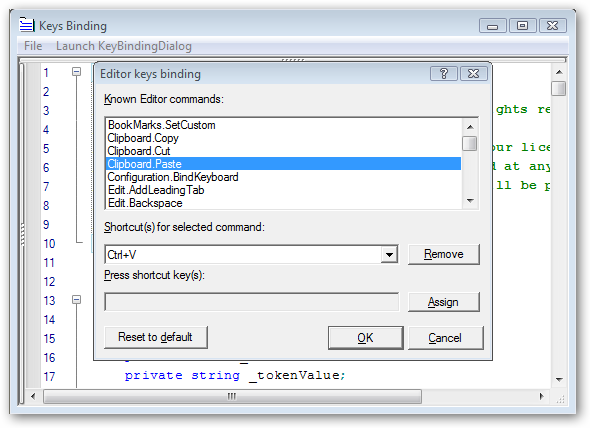 Keys Binding
File Launch KeyBindingDialog
Editor keys binding
Known Editor commands:
BookMarks.SetCustom
Clipboard.Copy
Clipboard.Cut
Clipboard.Paste
Configuration.BindKeyboard
Edit.AddLeadingTab
Edit.Backspace
Shortcut(s) for selected command:
Ctrl+V
Remove
Press shortcut key(s):
Assign
Reset to default
OK
Cancel
1
2
3 ghts re
4
5 our lice
6 d at any
7 ll be p
8
9
10
11
12
13
14
15
16
17 private string _tokenValue;